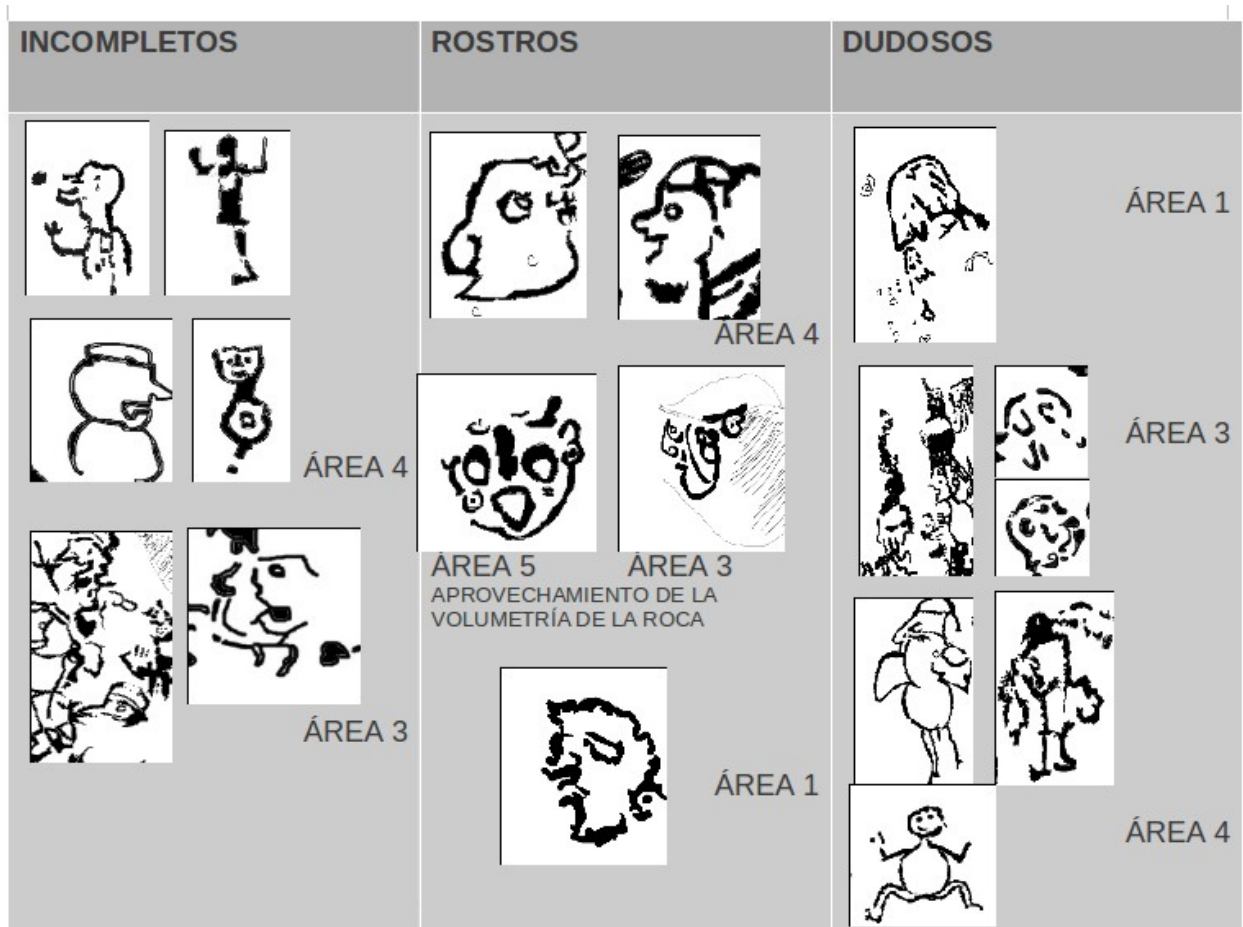 INCOMPLETOS
ROSTROS
DUDOSOS
ÁREA 4
ÁREA 3
ÁREA 4
ÁREA 5
ÁREA 3
APROVECHAMIENTO DE LA
VOLUMETRÍA DE LA ROCA
ÁREA 1
ÁREA 1
ÁREA 3
ÁREA 4